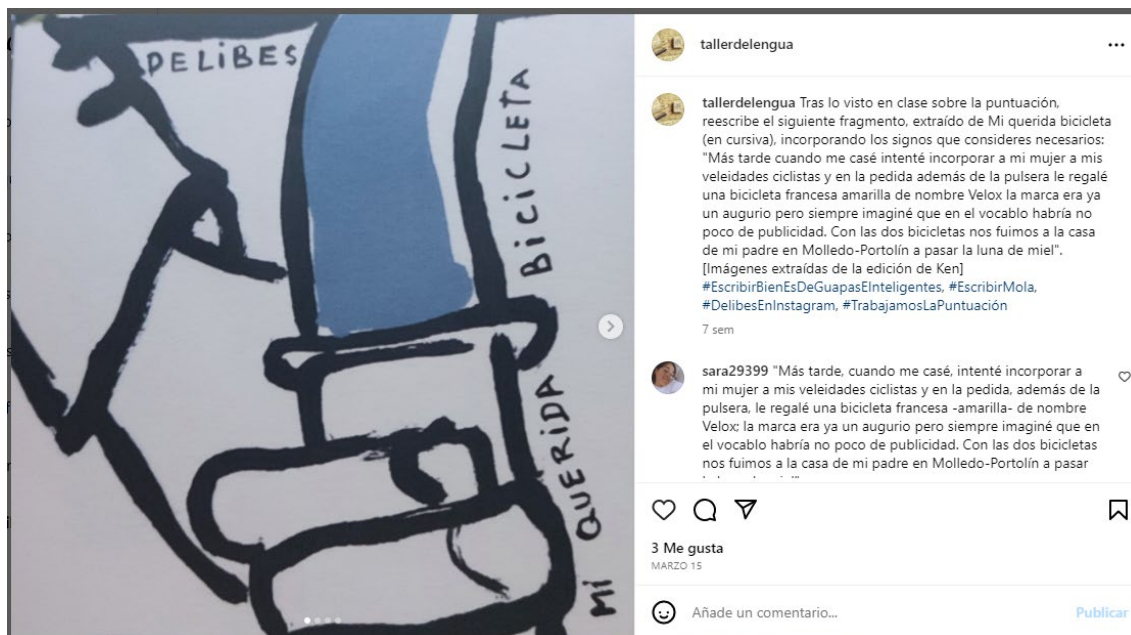 DELIBES
MI QUERIDA BICICLETA
tallerdelengua
tallerdelengua Tras lo visto en clase sobre la puntuación,
reescribe el siguiente fragmento, extraído de Mi querida bicicleta
(en cursiva), incorporando los signos que consideres necesarios:
"Más tarde cuando me casé intenté incorporar a mi mujer a mis
veleidades ciclistas y en la pedida además de la pulsera le regalé
una bicicleta francesa amarilla de nombre Velox la marca era ya
un augurio pero siempre imaginé que en el vocablo habría no
poco de publicidad. Con las dos bicicletas nos fuimos a la casa
de mi padre en Molledo-Portolín a pasar la luna de miel".
[Imágenes extraídas de la edición de Ken]
#EscribirBienEsDeGuapasEInteligentes, #EscribirMola,
#DelibesEnInstagram, #TrabajamosLaPuntuación
7 sem
sara29399 "Más tarde, cuando me casé, intenté incorporar a
mi mujer a mis veleidades ciclistas y en la pedida, además de la
pulsera, le regalé una bicicleta francesa -amarilla- de nombre
Velox; la marca era ya un augurio pero siempre imaginé que en
el vocablo habría no poco de publicidad. Con las dos bicicletas
nos fuimos a la casa de mi padre en Molledo-Portolín a pasar
3 Me gusta
MARZO 15
Añade un comentario...
Publicar